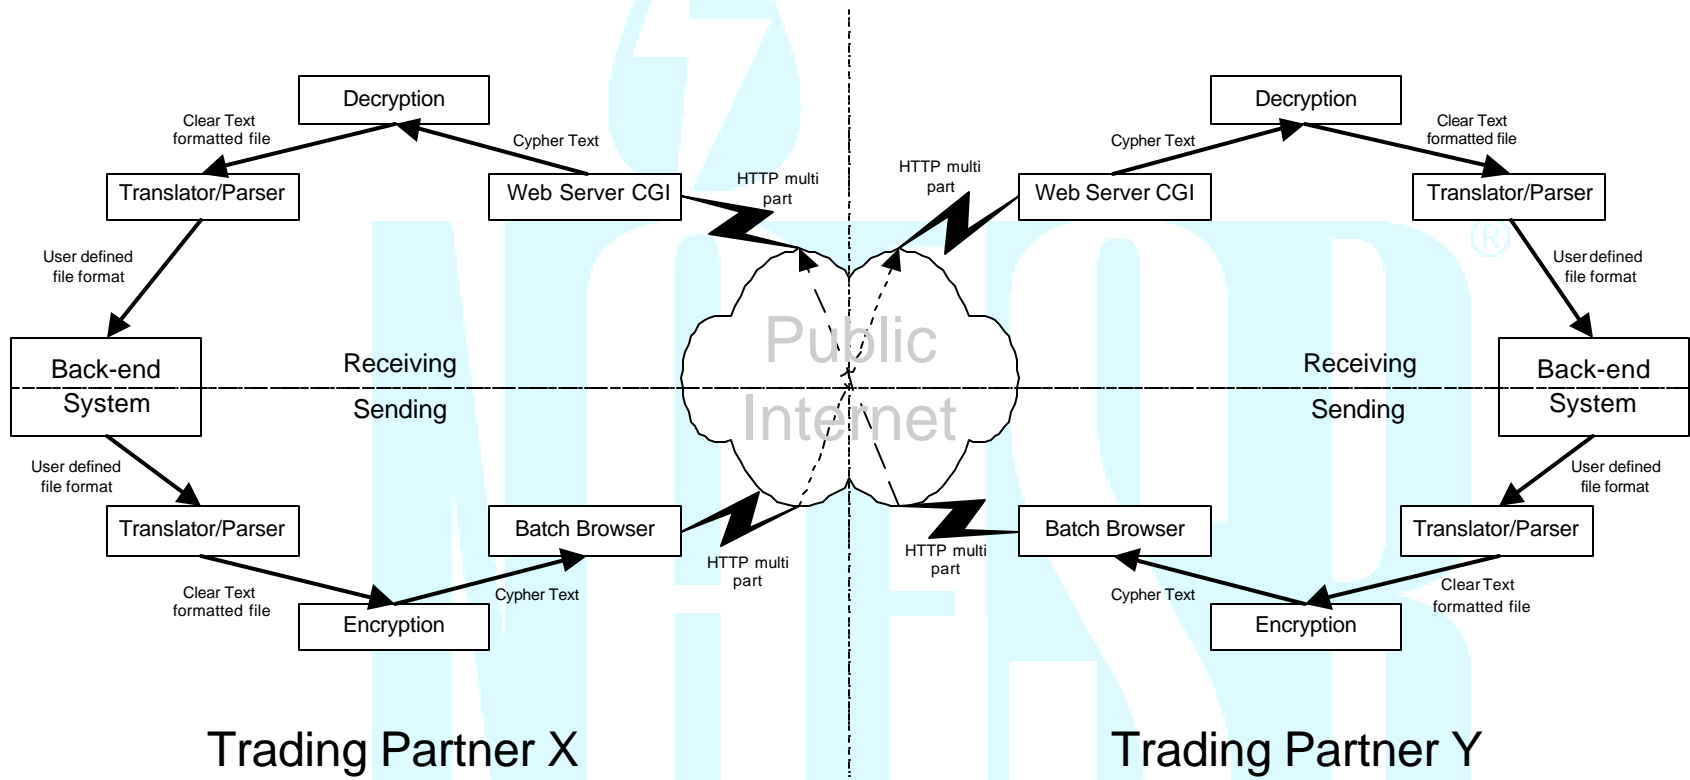 Decryption
Clear Text
formatted file
Cypher Text
Translator/Parser
Web Server CGI
HTTP multi
part
User defined
file format
Back-end
System
Receiving
Sending
User defined
file format
Translator/Parser
Batch Browser
HTTP multi
part
Clear Text
formatted file
Cypher Text
Encryption
Trading Partner X
Public
Internet
Decryption
Cypher Text
Clear Text
formatted file
HTTP multi
part
Web Server CGI
Translator/Parser
User defined
file format
Receiving
Sending
Back-end
System
User defined
file format
Batch Browser
Translator/Parser
HTTP multi
part
Cypher Text
Clear Text
formatted file
Encryption
Trading Partner Y
NAESB
®